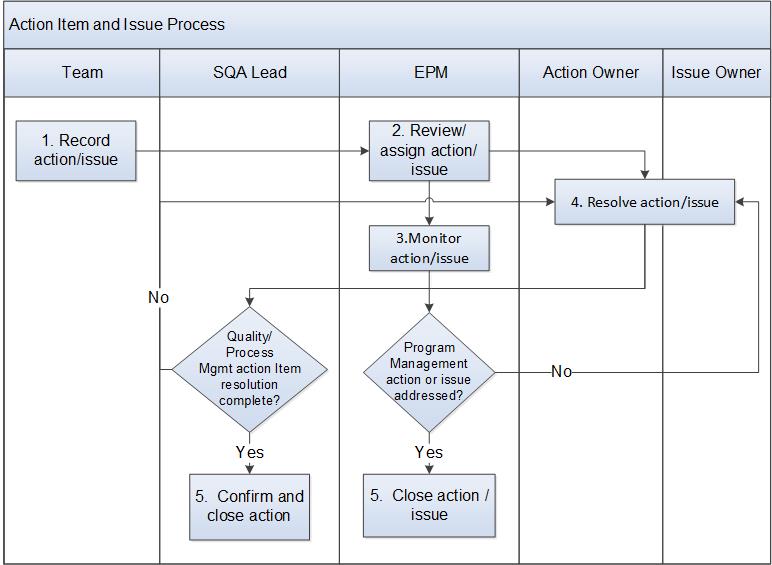 Action Item and Issue Process
Team
SQA Lead
EPM
Action Owner
Issue Owner
1. Record
action/issue
2. Review/
assign action/
issue
4. Resolve action/issue
3.Monitor
action/issue
No
Quality/
Process
Mgmt action Item
resolution
complete?
Program
Management
action or issue
addressed?
No
Yes
Yes
5. Confirm and
close action
5. Close action /
issue